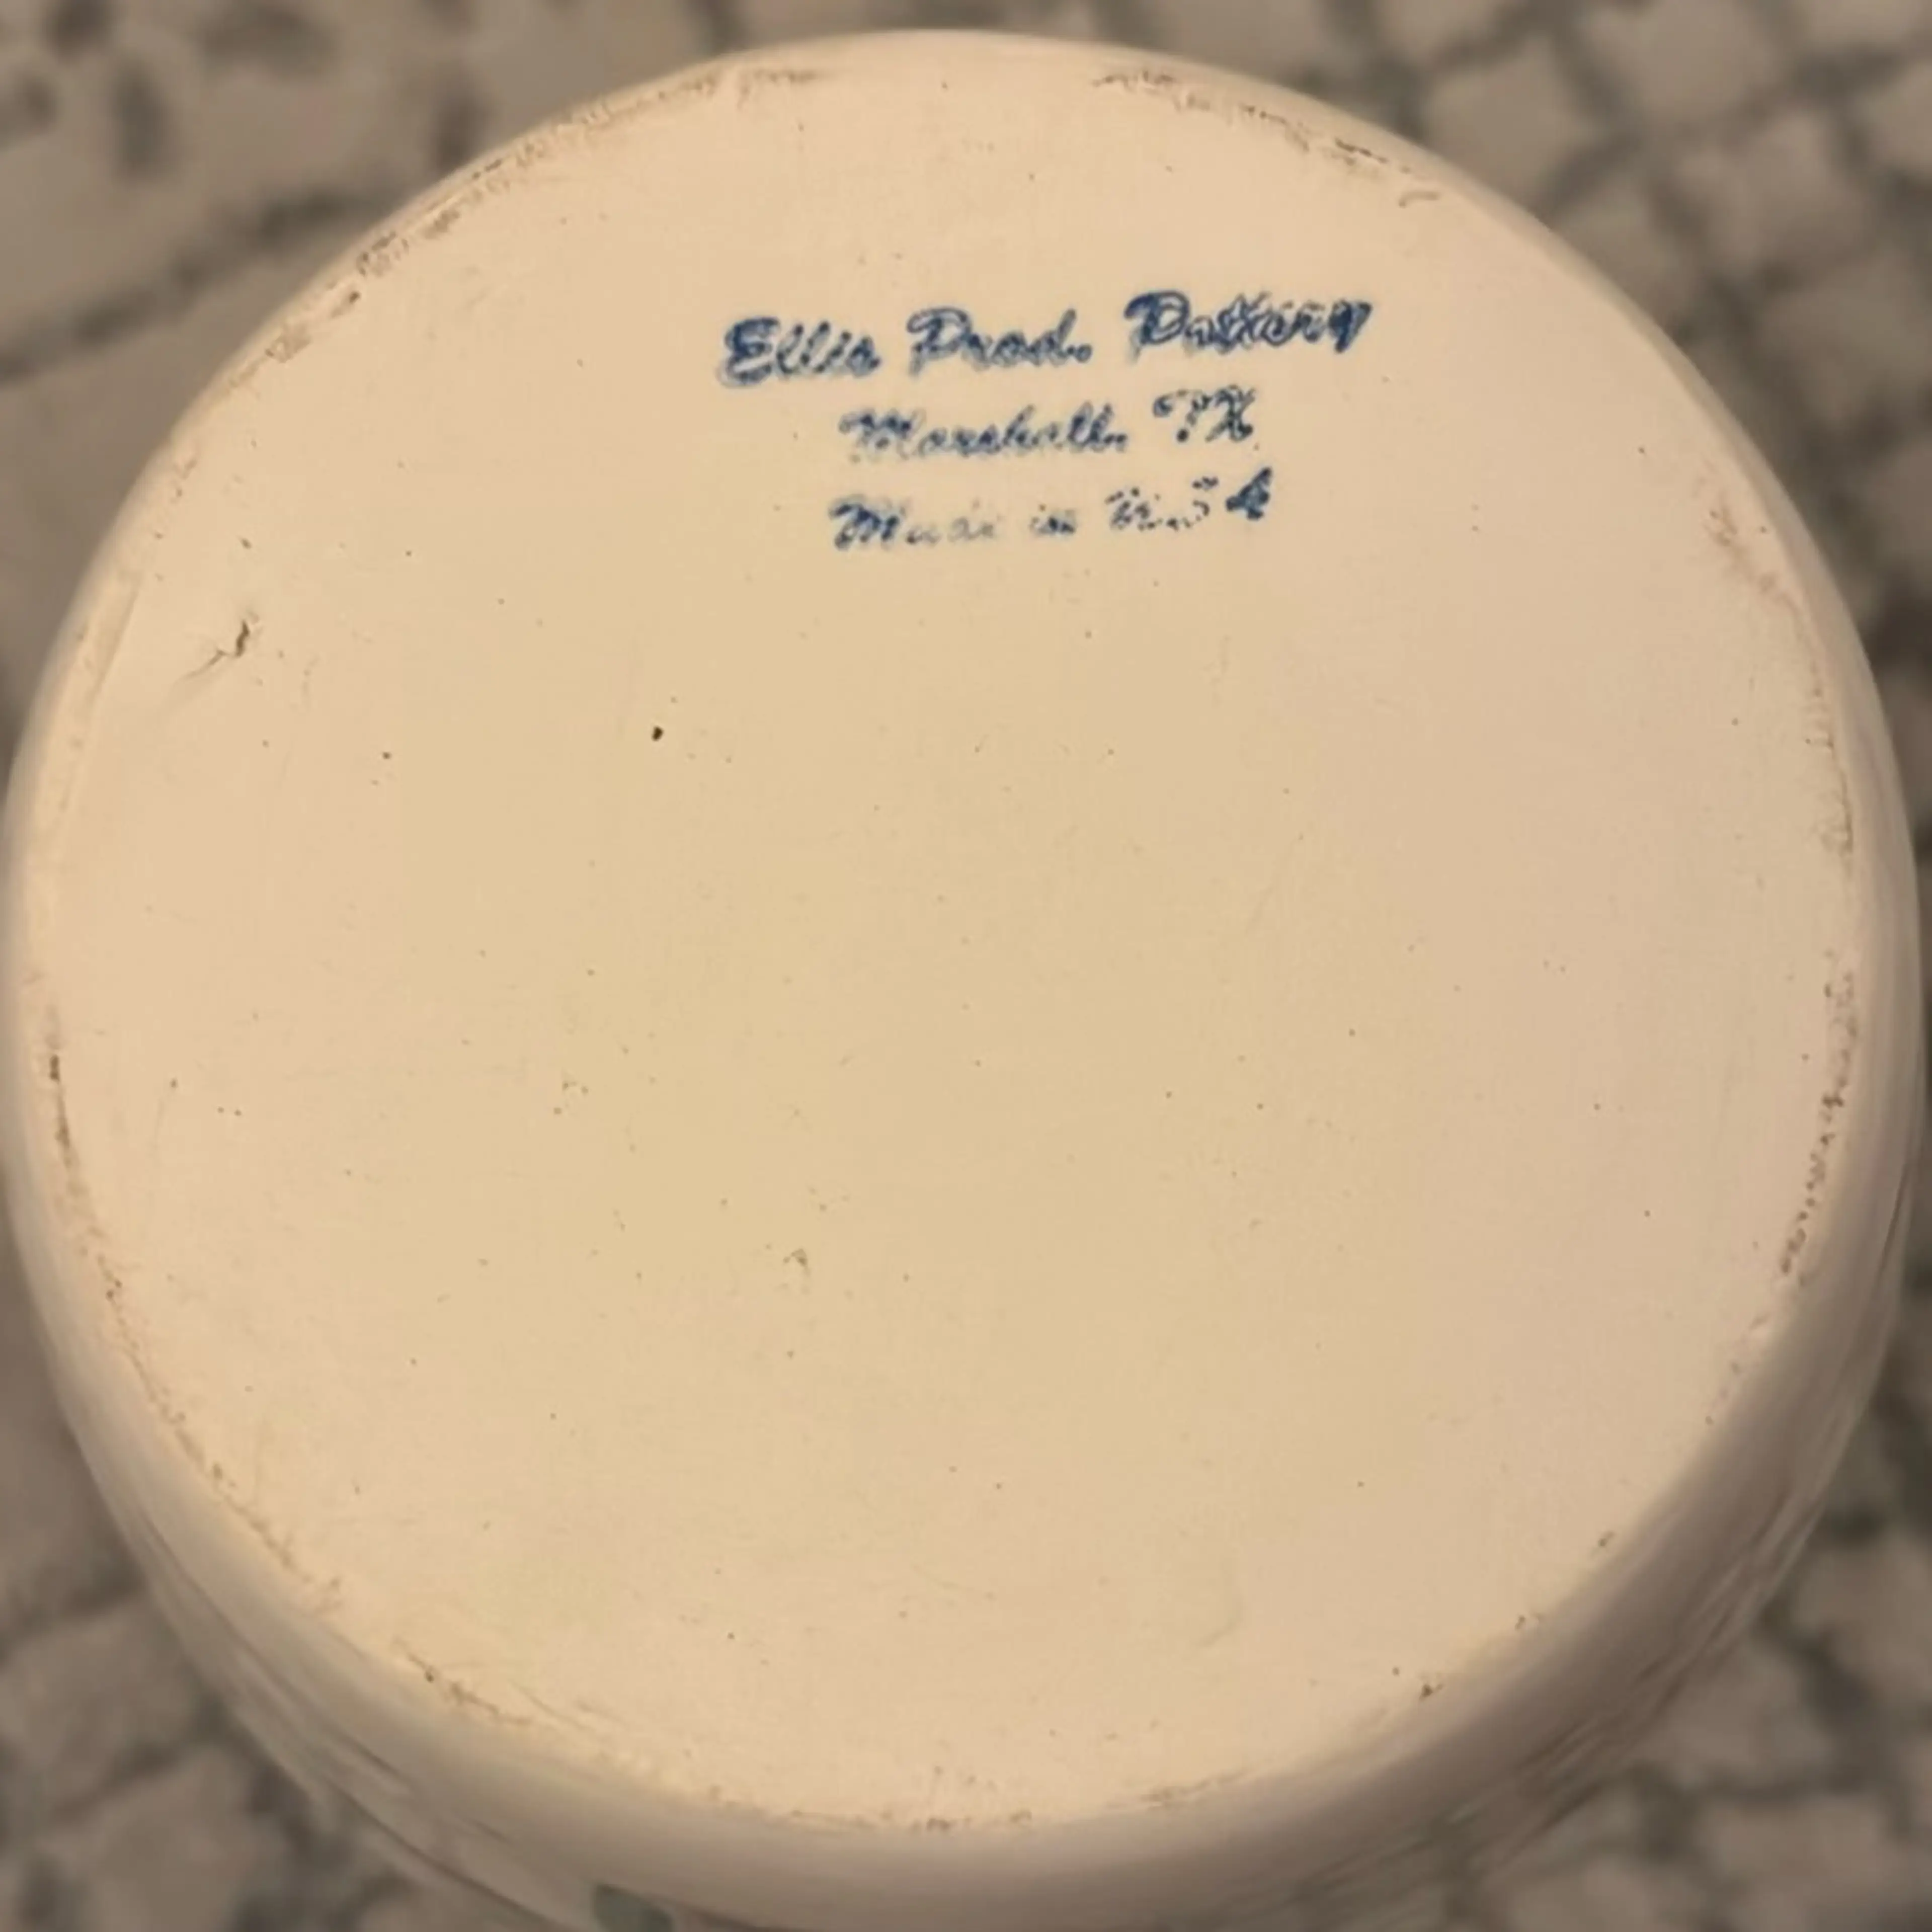 Ellis Prod. Pottery
Marshall, TX
Made in U.S.A